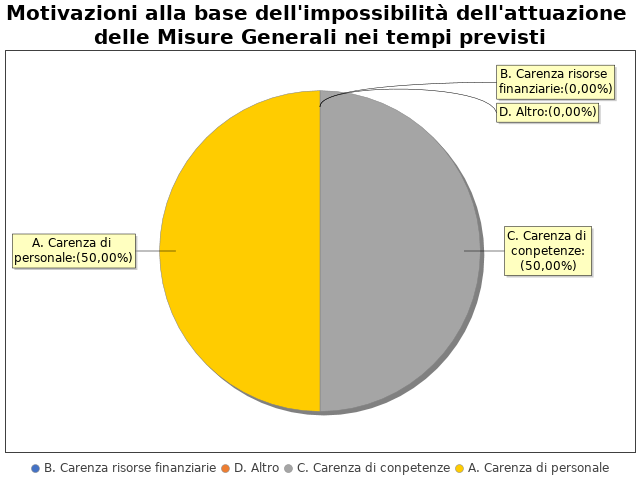 Motivazioni alla base dell'impossibilità dell'attuazione
delle Misure Generali nei tempi previsti
B. Carenza risorse
finanziarie:(0,00%)
D. Altro:(0,00%)
A. Carenza di
personale:(50,00%)
C. Carenza di
conpetenze:
(50,00%)
B. Carenza risorse finanziarie D. Altro C. Carenza di conpetenze A. Carenza di personale